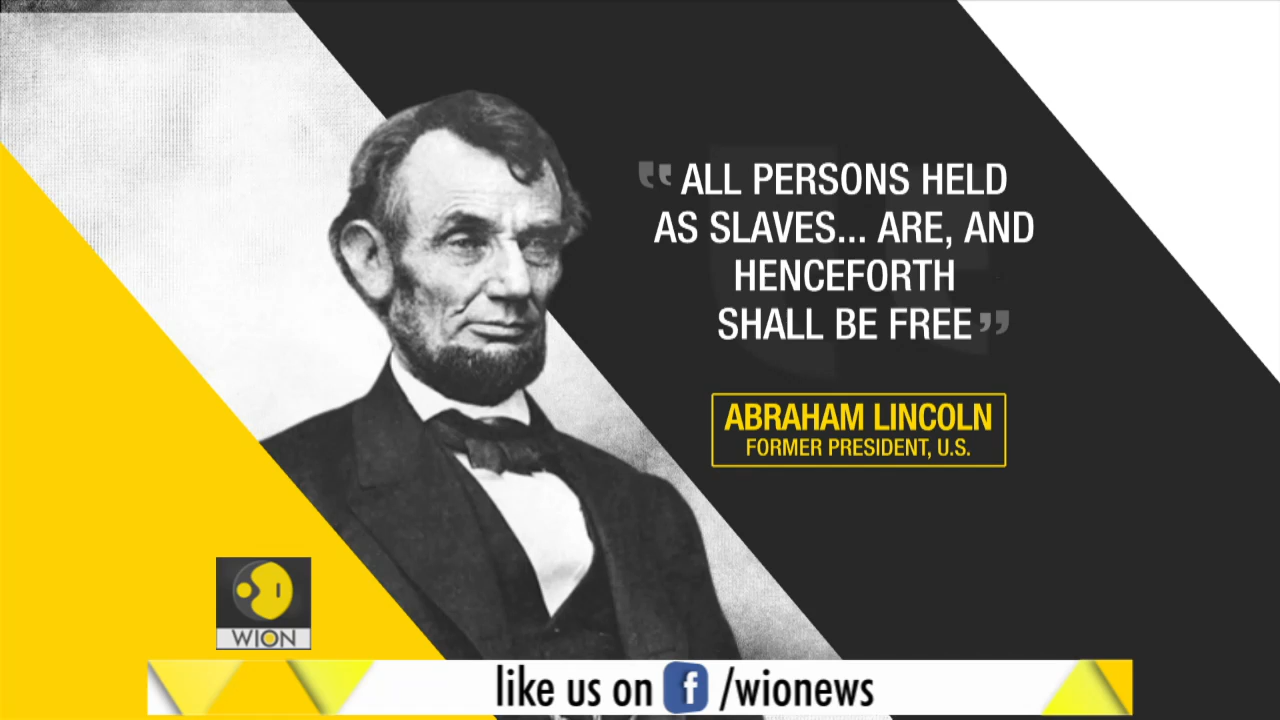 “ALL PERSONS HELD
AS SLAVES... ARE, AND
HENCEFORTH
SHALL BE FREE”
ABRAHAM LINCOLN
FORMER PRESIDENT, U.S.
WION
like us on f /wionews